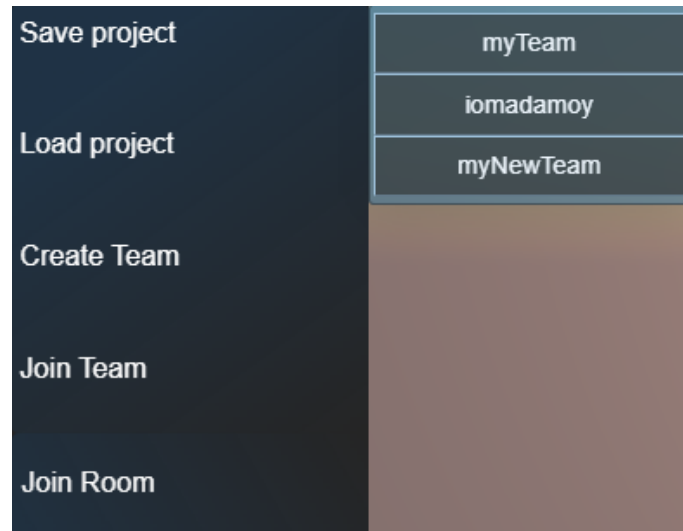 Save project
Load project
Create Team
Join Team
Join Room
myTeam
iomadamoy
myNewTeam